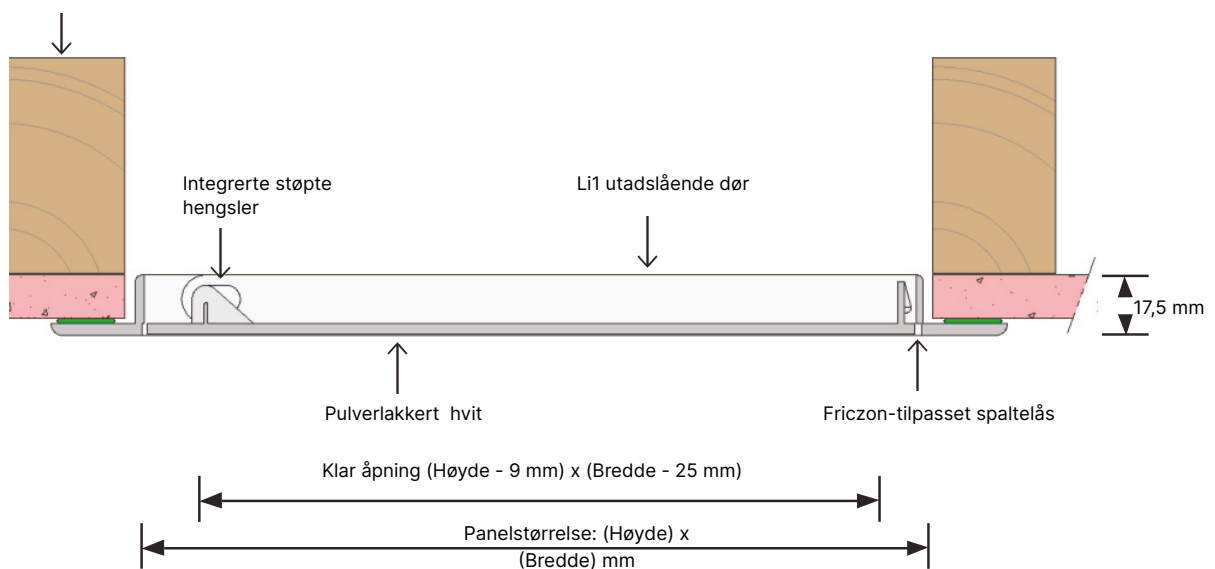 Integrerte støpte
hengsler
Li1 utadslående dør
17,5 mm
Pulverlakkert hvit
Friczon-tilpasset spaltelås
Klar åpning (Høyde - 9 mm) x (Bredde - 25 mm)
Panelstørrelse: (Høyde) x
(Bredde) mm